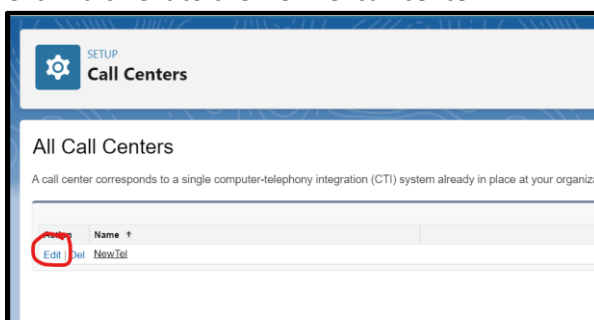 SETUP
Call Centers
All Call Centers
A call center corresponds to a single computer-telephony integration (CTI) system already in place at your organiz
Action Name ↑
Edit | Del NewTel